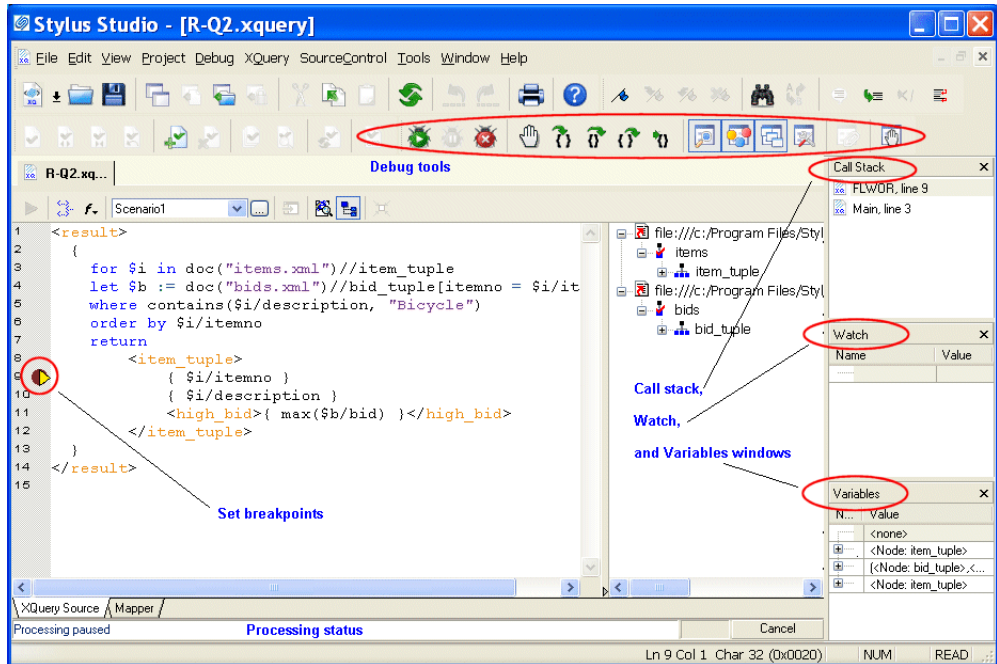 Stylus Studio - [R-Q2.xquery]
File Edit View Project Debug XQuery SourceControl Tools Window Help
Debug tools
R-Q2.xq...
Scenario1
1 <result>
2 {
3 for $i in doc("items.xml")//item_tuple
4 let $b := doc("bids.xml")//bid_tuple[itemno = $i/it
5 where contains($i/description, "Bicycle")
6 order by $i/itemno
7 return
8 <item_tuple>
9 { $i/itemno }
10 { $i/description }
11 <high_bid>{ max($b/bid) }</high_bid>
12 </item_tuple>
13 }
14 </result>
15
Set breakpoints
file:///c:/Program Files/Styl
items
item_tuple
file:///c:/Program Files/Styl
bids
bid_tuple
Call stack,
Watch,
and Variables windows
Call Stack
FLWOR, line 9
Main, line 3
Watch
Name Value
Variables
N... Value
<none>
<Node: item_tuple>
(<Node: bid_tuple>,<...
<Node: item_tuple>
XQuery Source Mapper
Processing paused
Processing status
Cancel
Ln 9 Col 1 Char 32 (0x0020) NUM READ